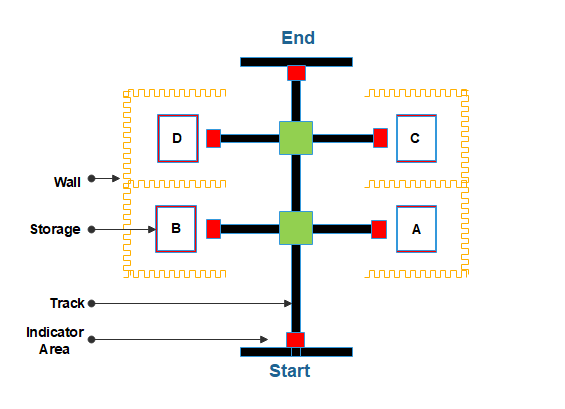 End
D
C
Wall
Storage
B
A
Track
Indicator
Area
Start